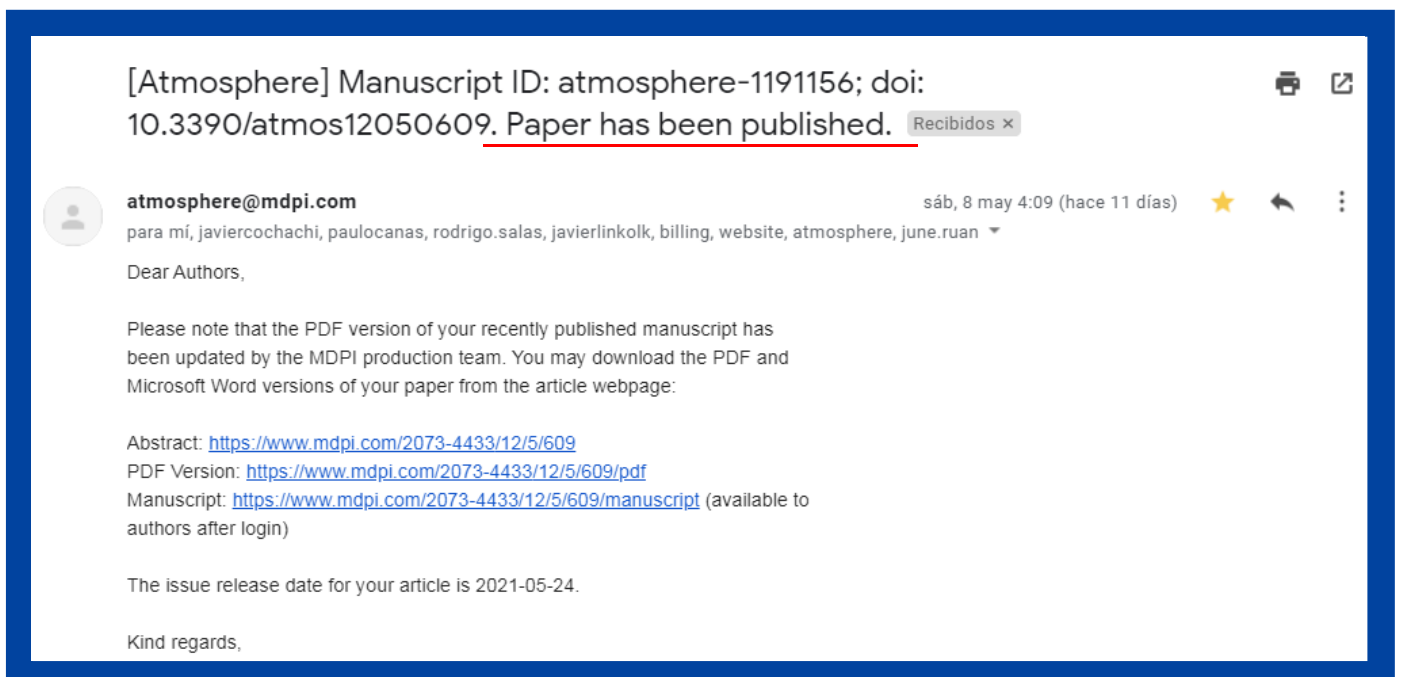 [Atmosphere] Manuscript ID: atmosphere-1191156; doi:
10.3390/atmos12050609. Paper has been published. Recibidos ×
atmosphere@mdpi.com sáb, 8 may 4:09 (hace 11 días)
para mí, javiercochachi, paulocanas, rodrigo.salas, javierlinkolk, billing, website, atmosphere, june.ruan
Dear Authors,
Please note that the PDF version of your recently published manuscript has
been updated by the MDPI production team. You may download the PDF and
Microsoft Word versions of your paper from the article webpage:
Abstract: https://www.mdpi.com/2073-4433/12/5/609
PDF Version: https://www.mdpi.com/2073-4433/12/5/609/pdf
Manuscript: https://www.mdpi.com/2073-4433/12/5/609/manuscript (available to
authors after login)
The issue release date for your article is 2021-05-24.
Kind regards,